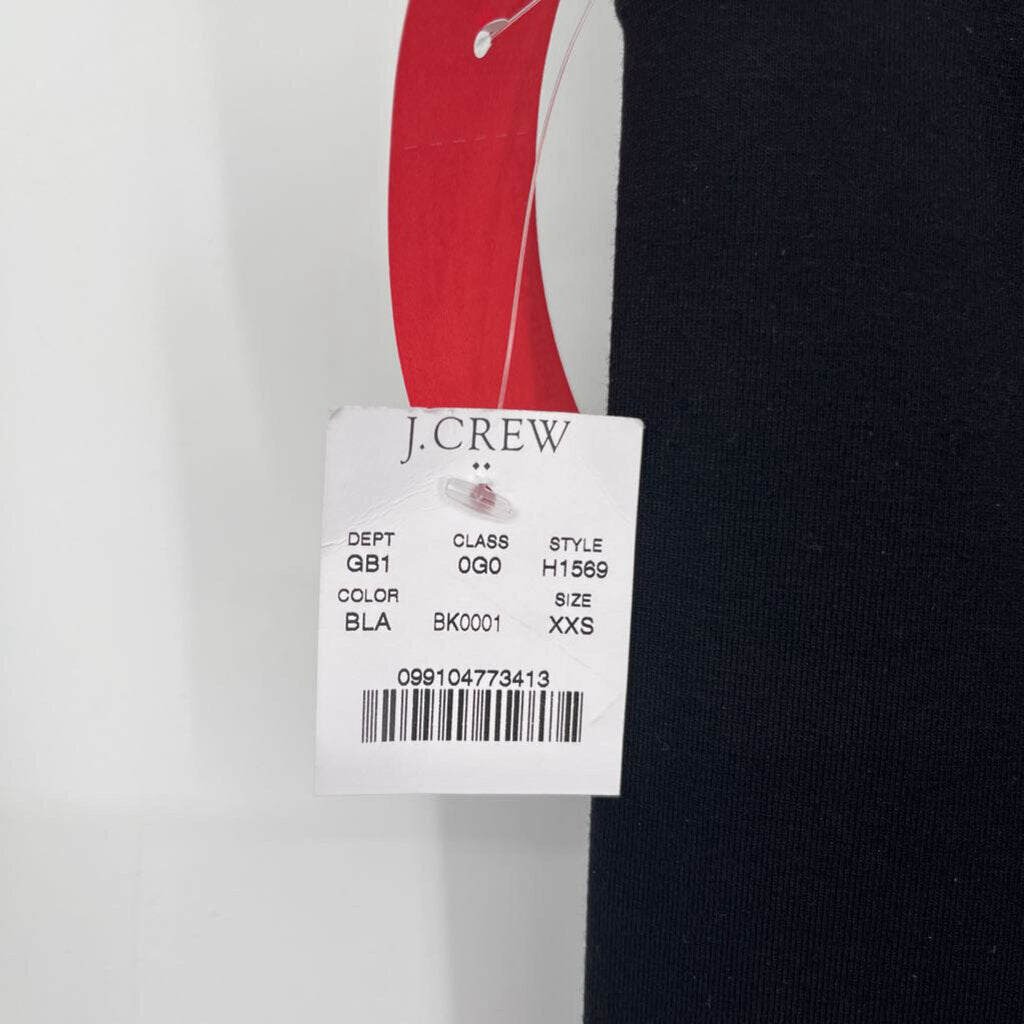 J.CREW
DEPT CLASS STYLE
GB1 0G0 H1569
COLOR SIZE
BLA BK0001 XXS
099104773413